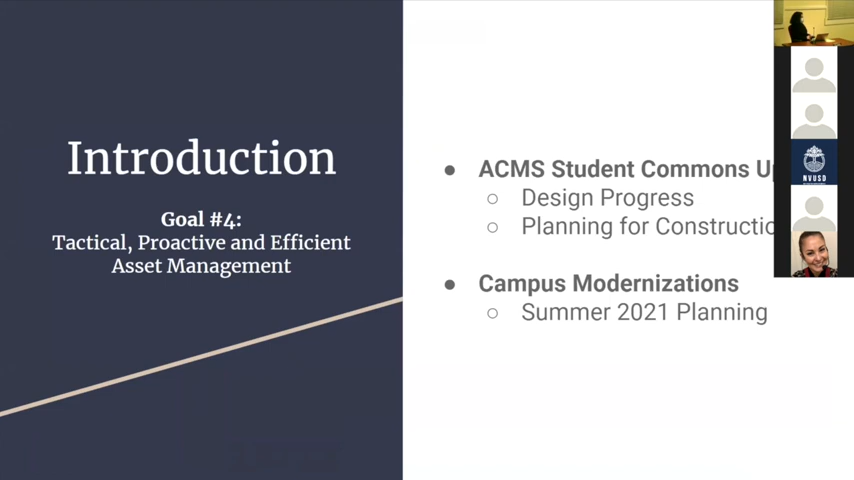 Introduction
Goal #4:
Tactical, Proactive and Efficient
Asset Management
● ACMS Student Commons
○ Design Progress
○ Planning for
● Campus Modernizations
○ Summer 2021 Planning
NVUSD